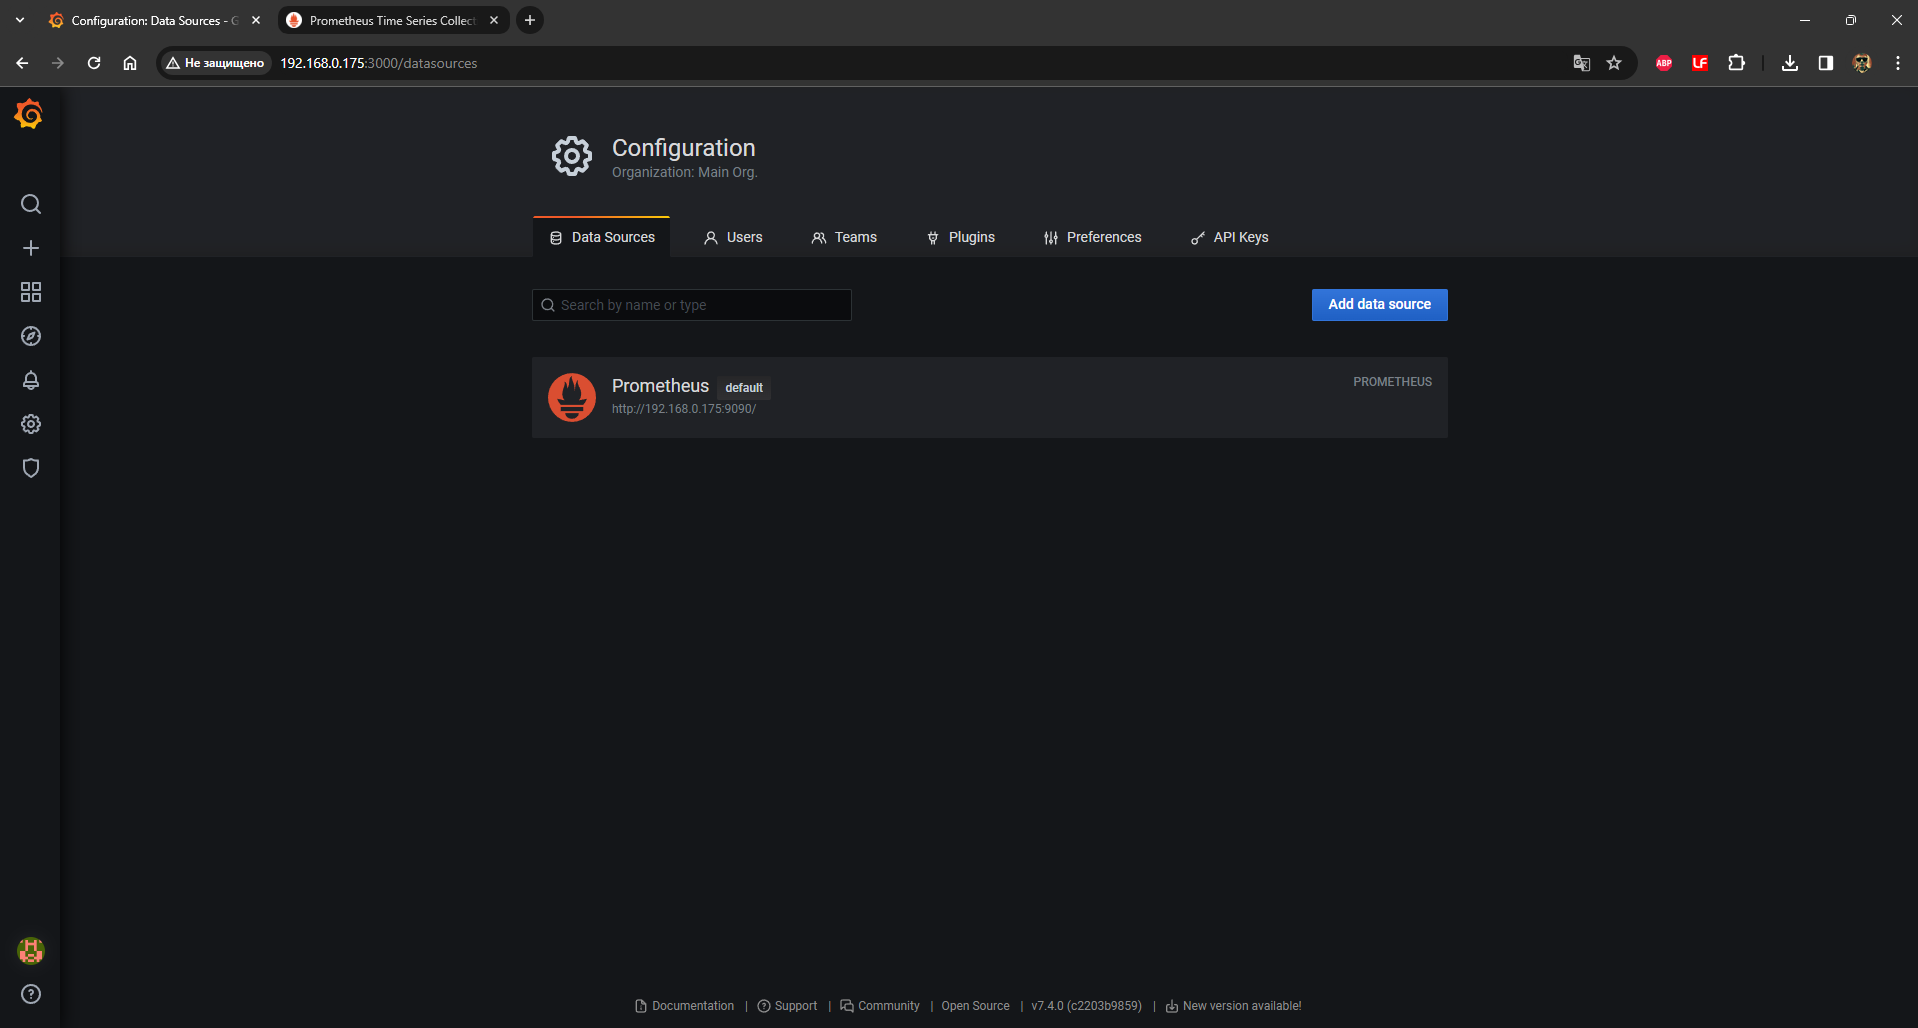 Configuration: Data Sources - G
Prometheus Time Series Collect
Не защищено
192.168.0.175:3000/datasources
ABP
LF
Configuration
Organization: Main Org.
Data Sources
Users
Teams
Plugins
Preferences
API Keys
Search by name or type
Add data source
Prometheus default
PROMETHEUS
http://192.168.0.175:9090/
Documentation | Support | Community | Open Source | v7.4.0 (c2203b9859) | New version available!